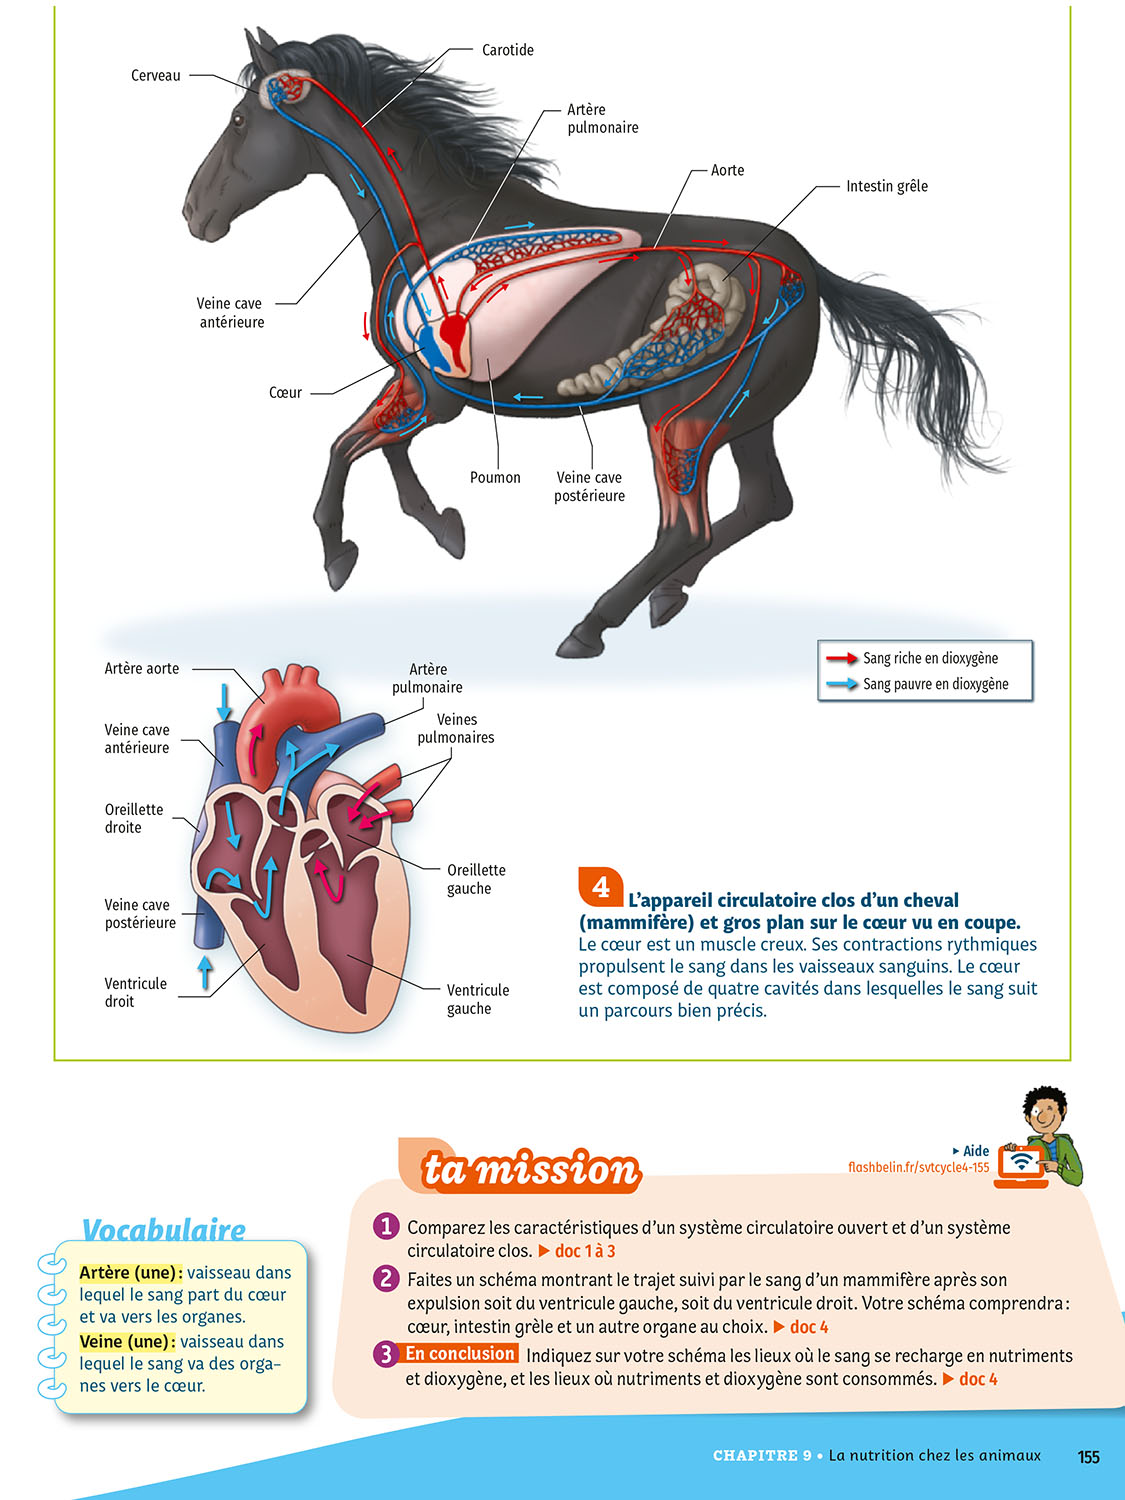 Carotide
Cerveau
Artère
pulmonaire
Aorte
Intestin grêle
Veine cave
antérieure
Cœur
Poumon
Veine cave
postérieure
Sang riche en dioxygène
Sang pauvre en dioxygène
Artère aorte
Artère
pulmonaire
Veines
pulmonaires
Veine cave
antérieure
Oreillette
droite
Oreillette
gauche
Veine cave
postérieure
Ventricule
droit
Ventricule
gauche
4 L'appareil circulatoire clos d'un cheval
(mammifère) et gros plan sur le cœur vu en coupe.
Le cœur est un muscle creux. Ses contractions rythmiques
propulsent le sang dans les vaisseaux sanguins. Le cœur
est composé de quatre cavités dans lesquelles le sang suit
un parcours bien précis.
▶ Aide
flashbelin.fr/svtcycle4-155
ta mission
1 Comparez les caractéristiques d'un système circulatoire ouvert et d'un système
circulatoire clos. ▶ doc 1 à 3
2 Faites un schéma montrant le trajet suivi par le sang d'un mammifère après son
expulsion soit du ventricule gauche, soit du ventricule droit. Votre schéma comprendra :
cœur, intestin grèle et un autre organe au choix. ▶ doc 4
3 En conclusion Indiquez sur votre schéma les lieux où le sang se recharge en nutriments
et dioxygène, et les lieux où nutriments et dioxygène sont consommés. ▶ doc 4
Vocabulaire
Artère (une) : vaisseau dans
lequel le sang part du cœur
et va vers les organes.
Veine (une) : vaisseau dans
lequel le sang va des orga-
nes vers le cœur.
CHAPITRE 9 • La nutrition chez les animaux 155